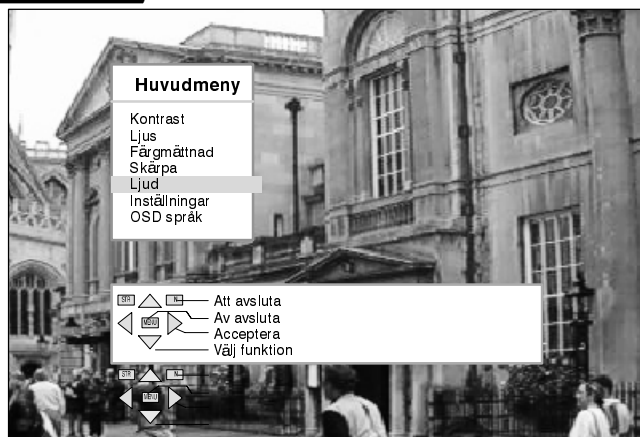 Huvudmeny
Kontrast
Ljus
Färgmättnad
Skärpa
Ljud
Inställningar
OSD språk
STR
N
Att avsluta
MENU
Av avsluta
Acceptera
Välj funktion
STR
N
MENU